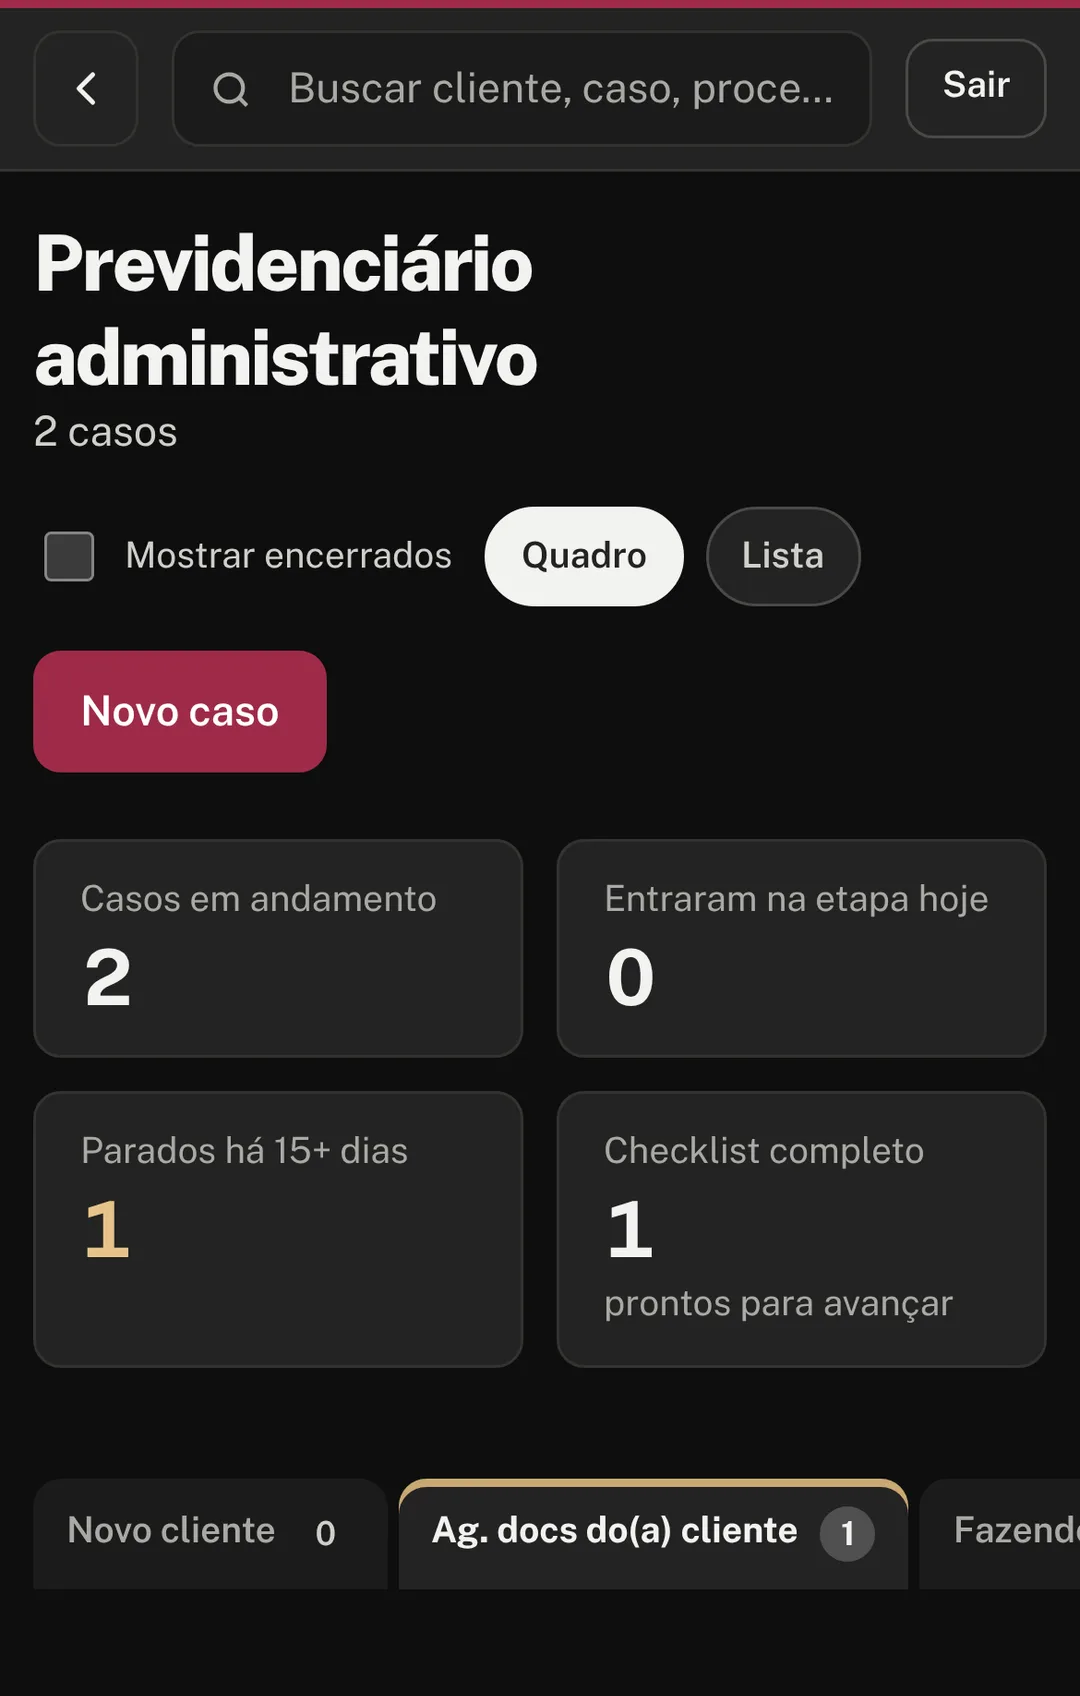 Buscar cliente, caso, proce...
Sair
Previdenciário
administrativo
2 casos
Mostrar encerrados
Quadro
Lista
Novo caso
Casos em andamento
2
Entraram na etapa hoje
0
Parados há 15+ dias
1
Checklist completo
1
prontos para avançar
Novo cliente 0
Ag. docs do(a) cliente 1
Fazend